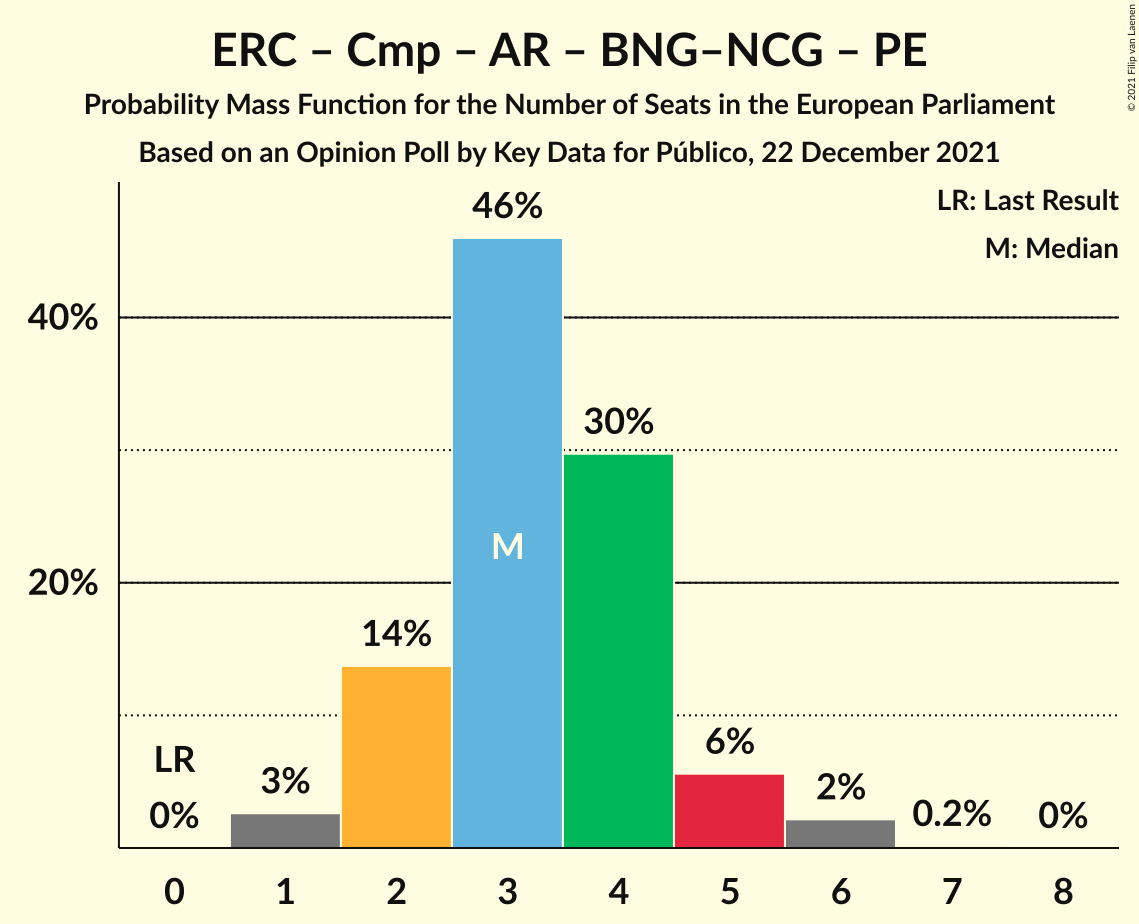 ERC – Cmp – AR – BNG–NCG – PE
Probability Mass Function for the Number of Seats in the European Parliament
Based on an Opinion Poll by Key Data for Público, 22 December 2021
© 2021 Filip van Laenen
LR: Last Result
M: Median
46%
40%
30%
M
20%
14%
LR
0%
3%
6%
2%
0.2%
0%
0 1 2 3 4 5 6 7 8